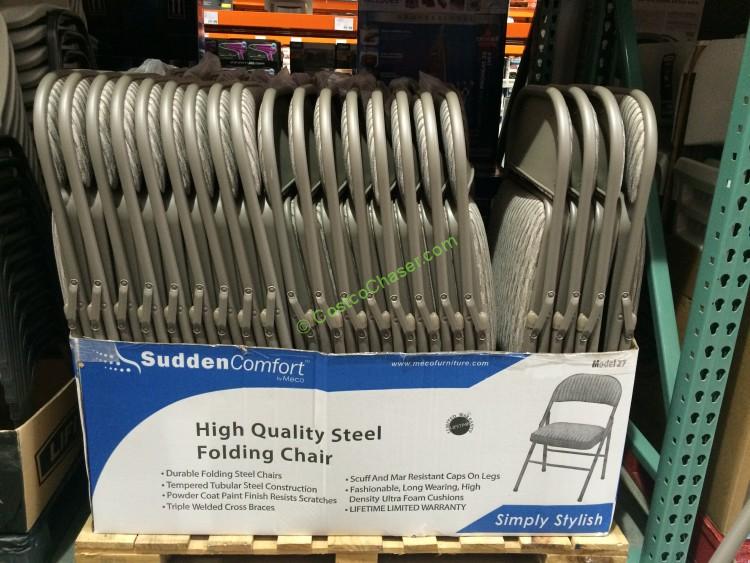 CostcoChaser.com
SuddenComfort™
by Meco
www.mecofurniture.com
Model 27
High Quality Steel
Folding Chair
LIFETIME
• Durable Folding Steel Chairs
• Tempered Tubular Steel Construction
• Powder Coat Paint Finish Resists Scratches
• Triple Welded Cross Braces
• Scuff And Mar Resistant Caps On Legs
• Fashionable, Long Wearing, High
Density Ultra Foam Cushions
• LIFETIME LIMITED WARRANTY
Simply Stylish